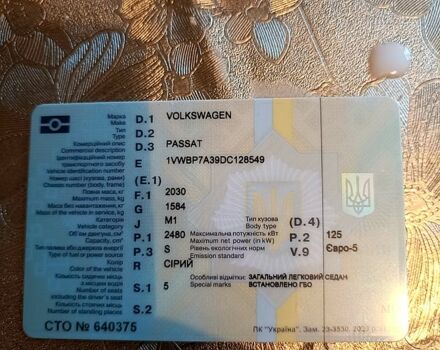 Марка
Make
D.1
VOLKSWAGEN
Тип
Type
D.2
Комерційний опис
Commercial description
D.3
PASSAT
Ідентифікаційний номер
транспортного засобу
Vehicle identification number
E
1VWBP7A39DC128549
Номер шасі (кузова, рами)
Chassis number (body, frame)
(E.1)
Повна маса, кг
Maximum mass, kg
F.1
2030
Маса без навантаження, кг
Mass of the vehicle in service, kg
G
1584
Категорія
Vehicle category
J
M1
Тип кузова
Body type
(D.4)
Об'єм двигуна, см³
Capacity, cm³
P.1
2480
Максимальна потужність кВт
Maximum net power (in kW)
P.2
125
Тип палива або джерело енергії
Type of fuel or power source
P.3
S
Рівень екологічних норм
Emission standard
V.9
Євро-5
Колір
Color of the vehicle
R
СІРИЙ
Кількість сидячих місць
з місцем водія
Number of seats
including the driver's seat
S.1
5
Особливі відмітки:
Special marks
ЗАГАЛЬНИЙ ЛЕГКОВИЙ СЕДАН
ВСТАНОВЛЕНО ГБО
Кількість стоячих місць
Number of standing places
S.2
СТО № 640375
ПК "Україна". Зам. 23-3530.